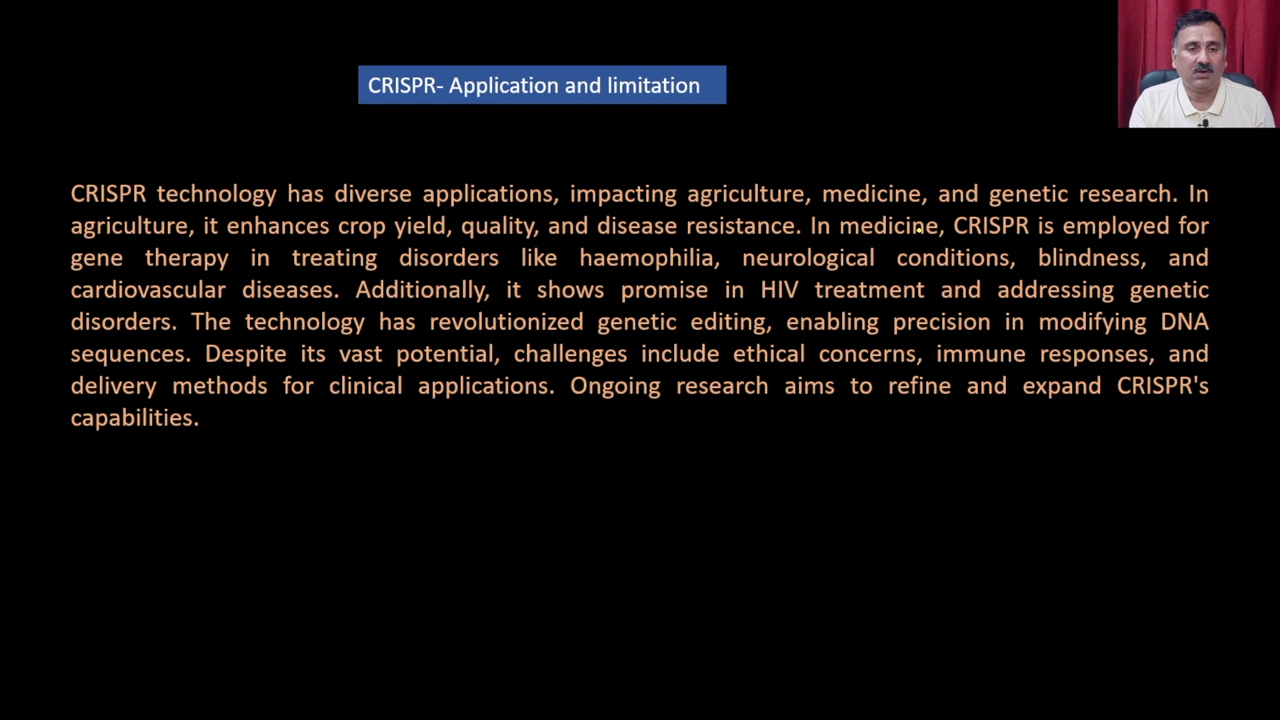 CRISPR- Application and limitation
CRISPR technology has diverse applications, impacting agriculture, medicine, and genetic research. In
agriculture, it enhances crop yield, quality, and disease resistance. In medicine, CRISPR is employed for
gene therapy in treating disorders like haemophilia, neurological conditions, blindness, and
cardiovascular diseases. Additionally, it shows promise in HIV treatment and addressing genetic
disorders. The technology has revolutionized genetic editing, enabling precision in modifying DNA
sequences. Despite its vast potential, challenges include ethical concerns, immune responses, and
delivery methods for clinical applications. Ongoing research aims to refine and expand CRISPR's
capabilities.